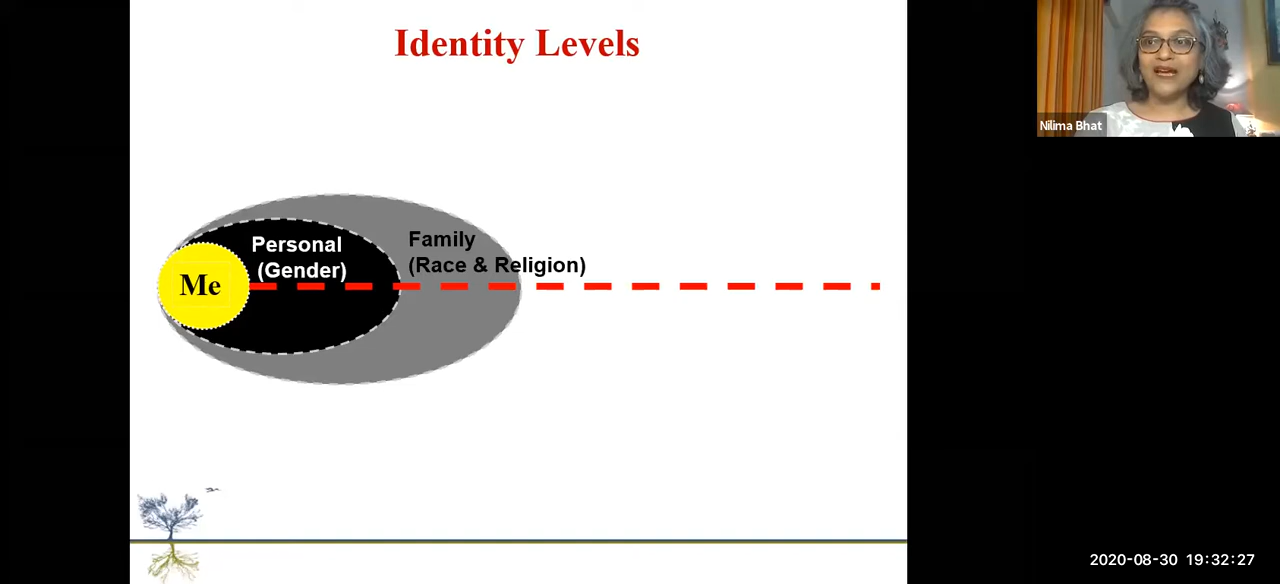 Identity Levels
Nilima Bhat
Personal
(Gender)
Family
(Race & Religion)
Me
2020-08-30 19:32:27